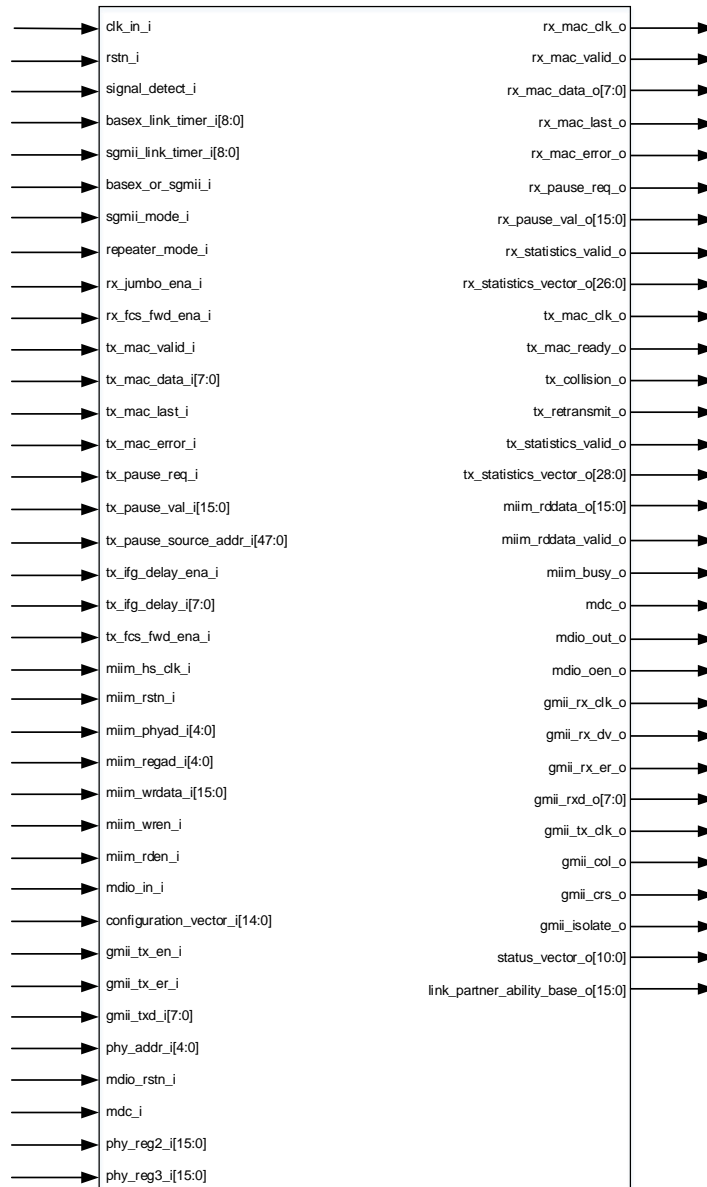 clk_in_i
rstn_i
signal_detect_i
basex_link_timer_i[8:0]
sgmii_link_timer_i[8:0]
basex_or_sgmii_i
sgmii_mode_i
repeater_mode_i
rx_jumbo_ena_i
rx_fcs_fwd_ena_i
tx_mac_valid_i
tx_mac_data_i[7:0]
tx_mac_last_i
tx_mac_error_i
tx_pause_req_i
tx_pause_val_i[15:0]
tx_pause_source_addr_i[47:0]
tx_ifg_delay_ena_i
tx_ifg_delay_i[7:0]
tx_fcs_fwd_ena_i
miim_hs_clk_i
miim_rstn_i
miim_phyad_i[4:0]
miim_regad_i[4:0]
miim_wrdata_i[15:0]
miim_wren_i
miim_rden_i
mdio_in_i
configuration_vector_i[14:0]
gmii_tx_en_i
gmii_tx_er_i
gmii_txd_i[7:0]
phy_addr_i[4:0]
mdio_rstn_i
mdc_i
phy_reg2_i[15:0]
phy_reg3_i[15:0]
rx_mac_clk_o
rx_mac_valid_o
rx_mac_data_o[7:0]
rx_mac_last_o
rx_mac_error_o
rx_pause_req_o
rx_pause_val_o[15:0]
rx_statistics_valid_o
rx_statistics_vector_o[26:0]
tx_mac_clk_o
tx_mac_ready_o
tx_collision_o
tx_retransmit_o
tx_statistics_valid_o
tx_statistics_vector_o[28:0]
miim_rddata_o[15:0]
miim_rddata_valid_o
miim_busy_o
mdc_o
mdio_out_o
mdio_oen_o
gmii_rx_clk_o
gmii_rx_dv_o
gmii_rx_er_o
gmii_rxd_o[7:0]
gmii_tx_clk_o
gmii_col_o
gmii_crs_o
gmii_isolate_o
status_vector_o[10:0]
link_partner_ability_base_o[15:0]